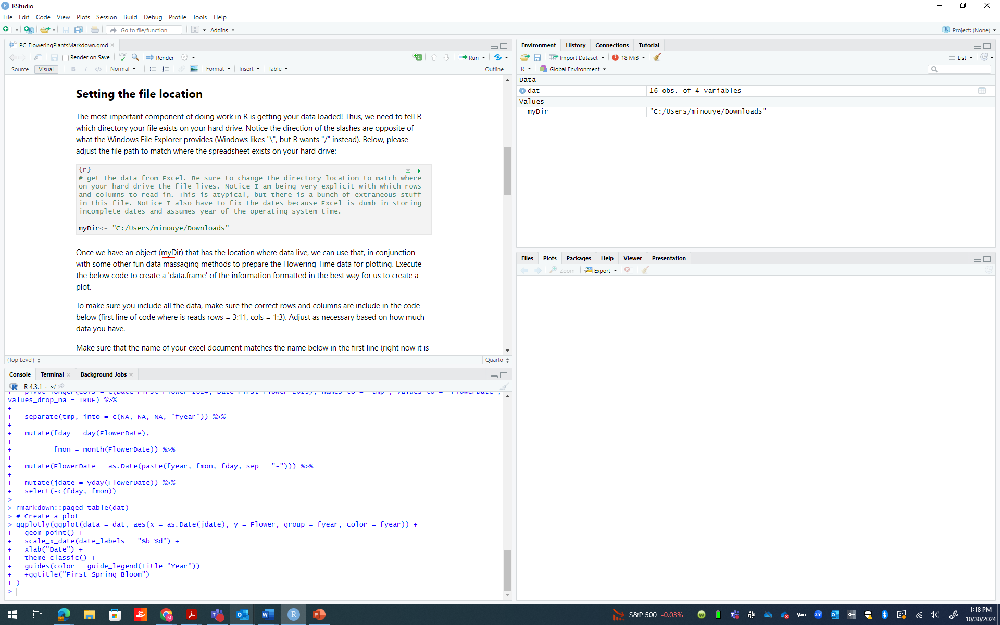 RStudio
File Edit Code View Plots Session Build Debug Profile Tools Help
Go to file/function Addins Project: (None)
PC_FloweringPlantsMarkdown.qmd
Render on Save ABC Render Run
Source Visual B I </> Normal Format Insert Table Outline
Setting the file location
The most important component of doing work in R is getting your data loaded! Thus, we need to tell R
which directory your file exists on your hard drive. Notice the direction of the slashes are opposite of
what the Windows File Explorer provides (Windows likes "\", but R wants "/" instead). Below, please
adjust the file path to match where the spreadsheet exists on your hard drive:
{r}
# get the data from Excel. Be sure to change the directory location to match where
on your hard drive the file lives. Notice I am being very explicit with which rows
and columns to read in. This is atypical, but there is a bunch of extraneous stuff
in this file. Notice I also have to fix the dates because Excel is dumb in storing
incomplete dates and assumes year of the operating system time.
myDir<- "C:/Users/minouye/Downloads"
Once we have an object (myDir) that has the location where data live, we can use that, in conjunction
with some other fun data massaging methods to prepare the Flowering Time data for plotting. Execute
the below code to create a 'data.frame' of the information formatted in the best way for us to create a
plot.
To make sure you include all the data, make sure the correct rows and columns are include in the code
below (first line of code where is reads rows = 3:11, cols = 1:3). Adjust as necessary based on how much
data you have.
Make sure that the name of your excel document matches the name below in the first line (right now it is
(Top Level) Quarto
Console Terminal Background Jobs
R 4.3.1 · ~/
+   pivot_longer(cols = c(Date_First_Flower_2024, Date_First_Flower_2023), names_to = "tmp", values_to = "FlowerDate",
values_drop_na = TRUE) %>%
+
+   separate(tmp, into = c(NA, NA, NA, "fyear")) %>%
+
+   mutate(fday = day(FlowerDate),
+
+          fmon = month(FlowerDate)) %>%
+
+   mutate(FlowerDate = as.Date(paste(fyear, fmon, fday, sep = "-"))) %>%
+
+   mutate(jdate = yday(FlowerDate)) %>%
+   select(-c(fday, fmon))
>
> rmarkdown::paged_table(dat)
> # Create a plot
> ggplotly(ggplot(data = dat, aes(x = as.Date(jdate), y = Flower, group = fyear, color = fyear)) +
+   geom_point() +
+   scale_x_date(date_labels = "%b %d") +
+   xlab("Date") +
+   theme_classic() +
+   guides(color = guide_legend(title="Year"))
+   +ggtitle("First Spring Bloom")
+ )
>
Environment History Connections Tutorial
Import Dataset 18 MiB List
R Global Environment
Data
dat 16 obs. of 4 variables
Values
myDir "C:/Users/minouye/Downloads"
Files Plots Packages Help Viewer Presentation
Zoom Export
S&P 500 -0.03%
1:18 PM
10/30/2024